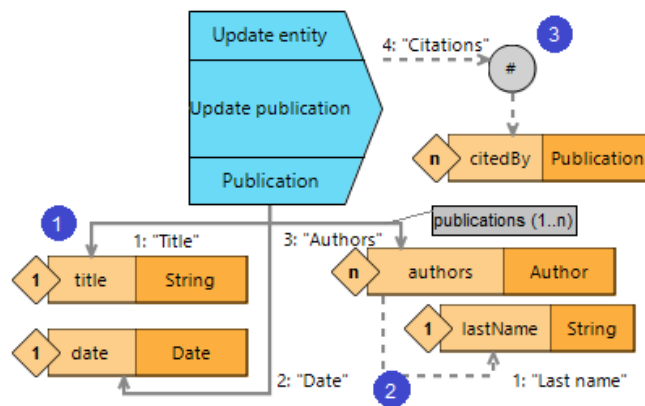 Update entity
4: "Citations"
3
#
Update publication
n citedBy Publication
Publication
1
publications (1..n)
1: "Title"
3: "Authors"
1 title String
n authors Author
1 lastName String
1 date Date
2: "Date"
2
1: "Last name"